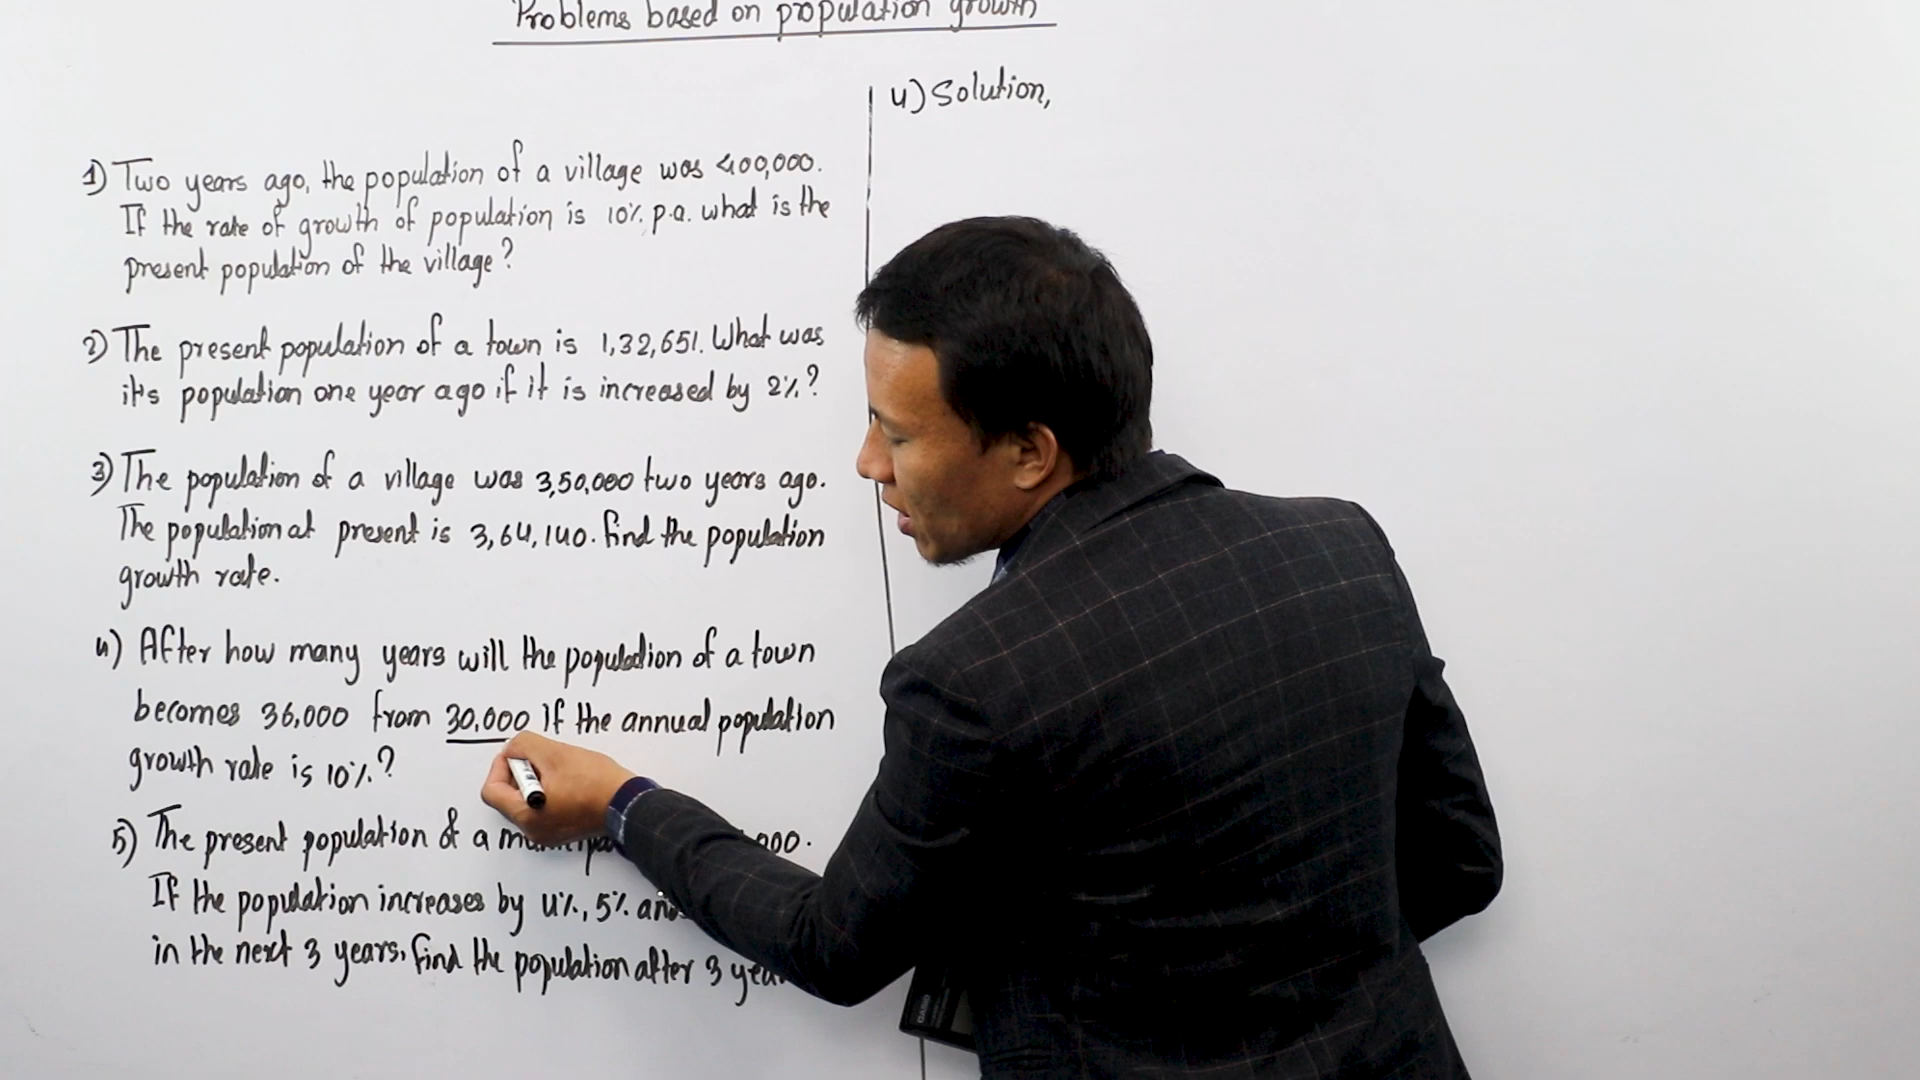 Problems based on population growth
1) Two years ago, the population of a village was 400,000.
If the rate of growth of population is 10% p.a. what is the
present population of the village?
2) The present population of a town is 1,32,651. What was
it's population one year ago if it is increased by 2%?
3) The population of a village was 3,50,000 two years ago.
The population at present is 3,64,140. find the population
growth rate.
4) After how many years will the population of a town
becomes 36,000 from 30,000 if the annual population
growth rate is 10%?
5) The present population of a 000.
If the population increases by 4%, 5% and
in the next 3 years, find the population after 3
4) Solution,
CASIO